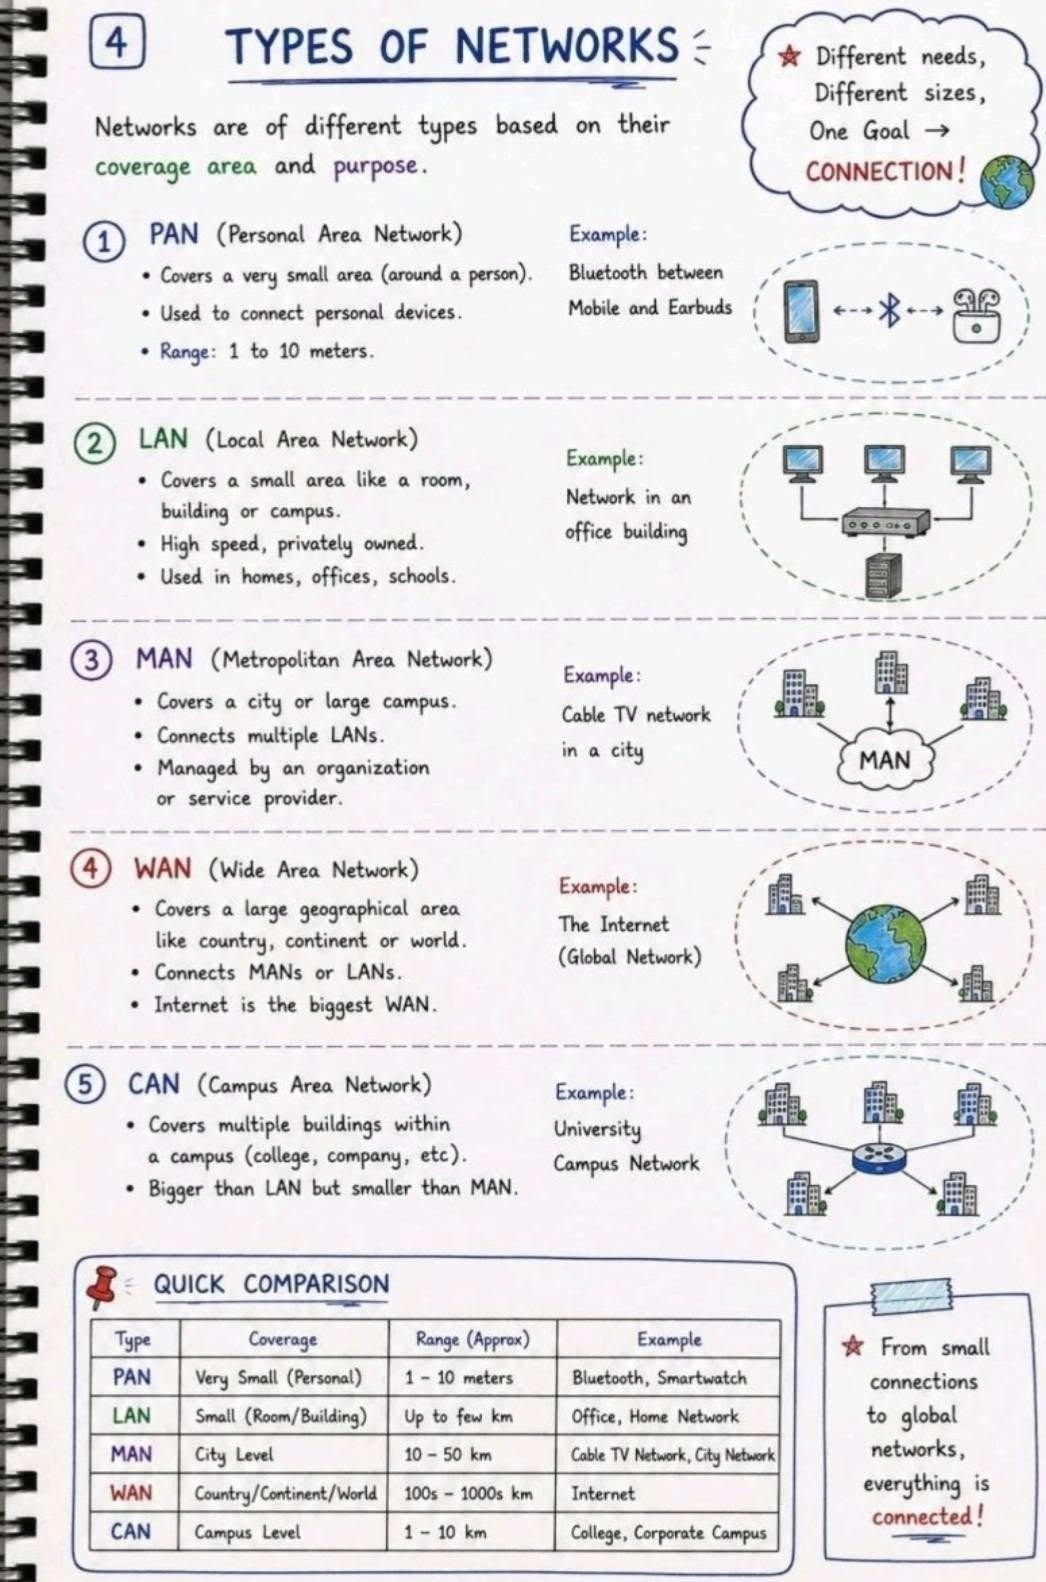 4
TYPES OF NETWORKS
★ Different needs,
Different sizes,
One Goal →
CONNECTION!
Networks are of different types based on their
coverage area and purpose.
1 PAN (Personal Area Network)
• Covers a very small area (around a person).
• Used to connect personal devices.
• Range: 1 to 10 meters.
Example:
Bluetooth between
Mobile and Earbuds
2 LAN (Local Area Network)
• Covers a small area like a room,
building or campus.
• High speed, privately owned.
• Used in homes, offices, schools.
Example:
Network in an
office building
3 MAN (Metropolitan Area Network)
• Covers a city or large campus.
• Connects multiple LANs.
• Managed by an organization
or service provider.
Example:
Cable TV network
in a city
MAN
4 WAN (Wide Area Network)
• Covers a large geographical area
like country, continent or world.
• Connects MANs or LANs.
• Internet is the biggest WAN.
Example:
The Internet
(Global Network)
5 CAN (Campus Area Network)
• Covers multiple buildings within
a campus (college, company, etc).
• Bigger than LAN but smaller than MAN.
Example:
University
Campus Network
QUICK COMPARISON
Type Coverage Range (Approx) Example
PAN Very Small (Personal) 1 - 10 meters Bluetooth, Smartwatch
LAN Small (Room/Building) Up to few km Office, Home Network
MAN City Level 10 - 50 km Cable TV Network, City Network
WAN Country/Continent/World 100s - 1000s km Internet
CAN Campus Level 1 - 10 km College, Corporate Campus
★ From small
connections
to global
networks,
everything is
connected!